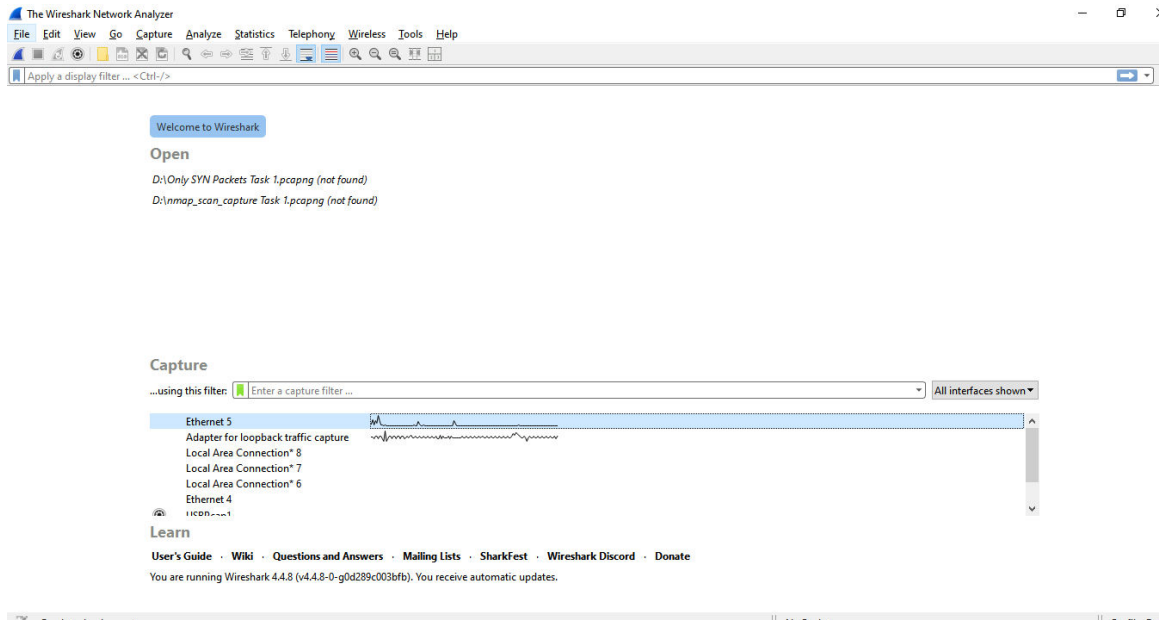 The Wireshark Network Analyzer
File Edit View Go Capture Analyze Statistics Telephony Wireless Tools Help
Apply a display filter ... <Ctrl-/>
Welcome to Wireshark
Open
D:\Only SYN Packets Task 1.pcapng (not found)
D:\nmap_scan_capture Task 1.pcapng (not found)
Capture
...using this filter: Enter a capture filter ... All interfaces shown
Ethernet 5
Adapter for loopback traffic capture
Local Area Connection* 8
Local Area Connection* 7
Local Area Connection* 6
Ethernet 4
USBPcap1
Learn
User's Guide · Wiki · Questions and Answers · Mailing Lists · SharkFest · Wireshark Discord · Donate
You are running Wireshark 4.4.8 (v4.4.8-0-g0d289c003bfb). You receive automatic updates.